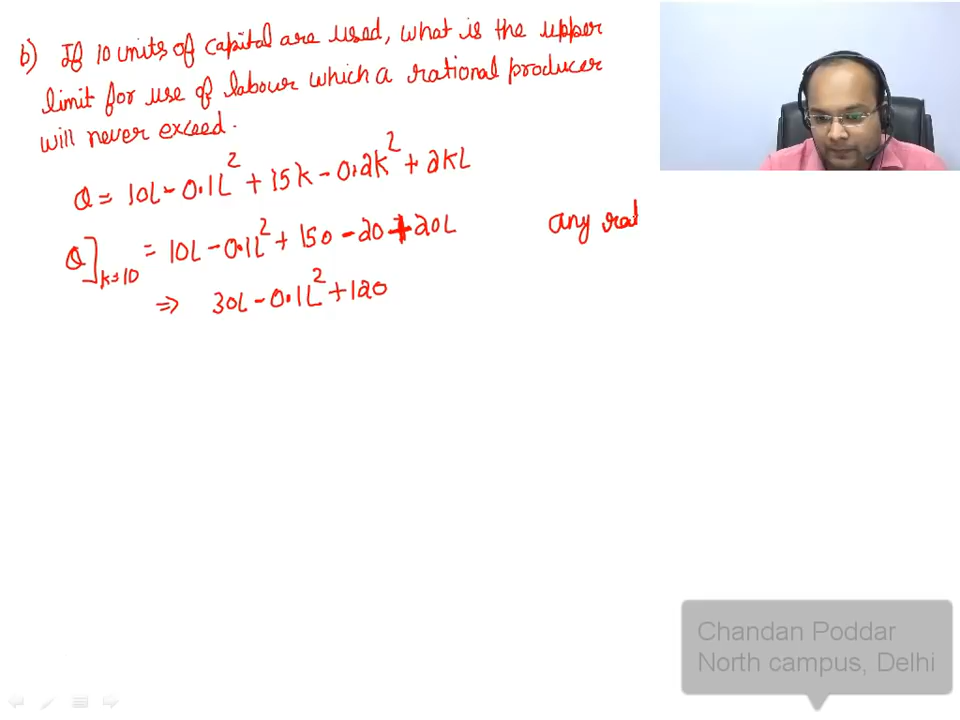 b) If 10 units of capital are used, what is the upper
limit for use of labour which a rational producer
will never exceed.
Q = 10L - 0.1L² + 15K - 0.2K² + 2KL
Q]K=10 = 10L - 0.1L² + 150 - 20 + 20L
any rat
⇒ 30L - 0.1L² + 120
Chandan Poddar
North campus, Delhi